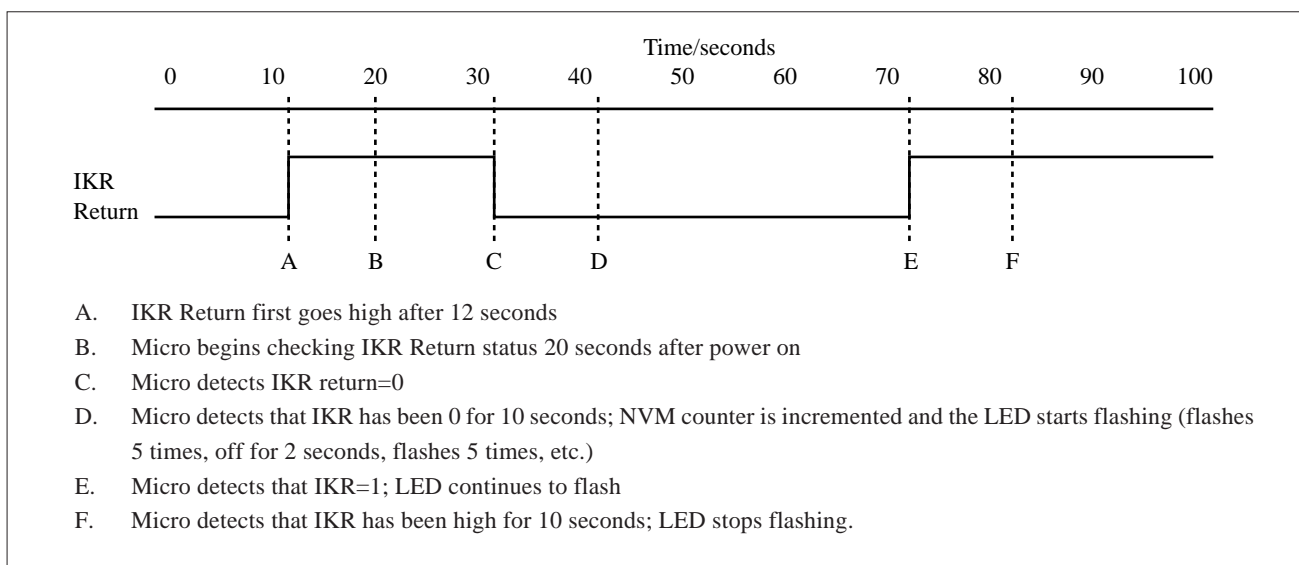 Time/seconds
0 10 20 30 40 50 60 70 80 90 100
IKR
Return
A B C D E F
A. IKR Return first goes high after 12 seconds
B. Micro begins checking IKR Return status 20 seconds after power on
C. Micro detects IKR return=0
D. Micro detects that IKR has been 0 for 10 seconds; NVM counter is incremented and the LED starts flashing (flashes
5 times, off for 2 seconds, flashes 5 times, etc.)
E. Micro detects that IKR=1; LED continues to flash
F. Micro detects that IKR has been high for 10 seconds; LED stops flashing.